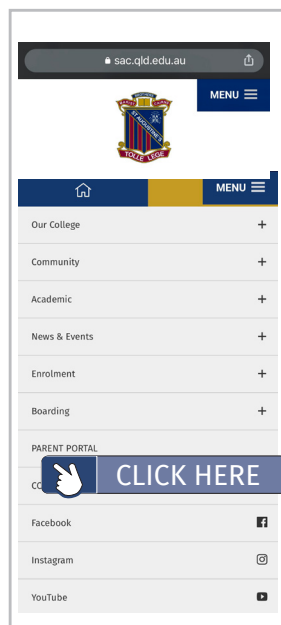 sac.qld.edu.au
MENU
ST AUGUSTINE'S
TOLLE LEGE
MENU
Our College
Community
Academic
News & Events
Enrolment
Boarding
PARENT PORTAL
CLICK HERE
Facebook
Instagram
YouTube